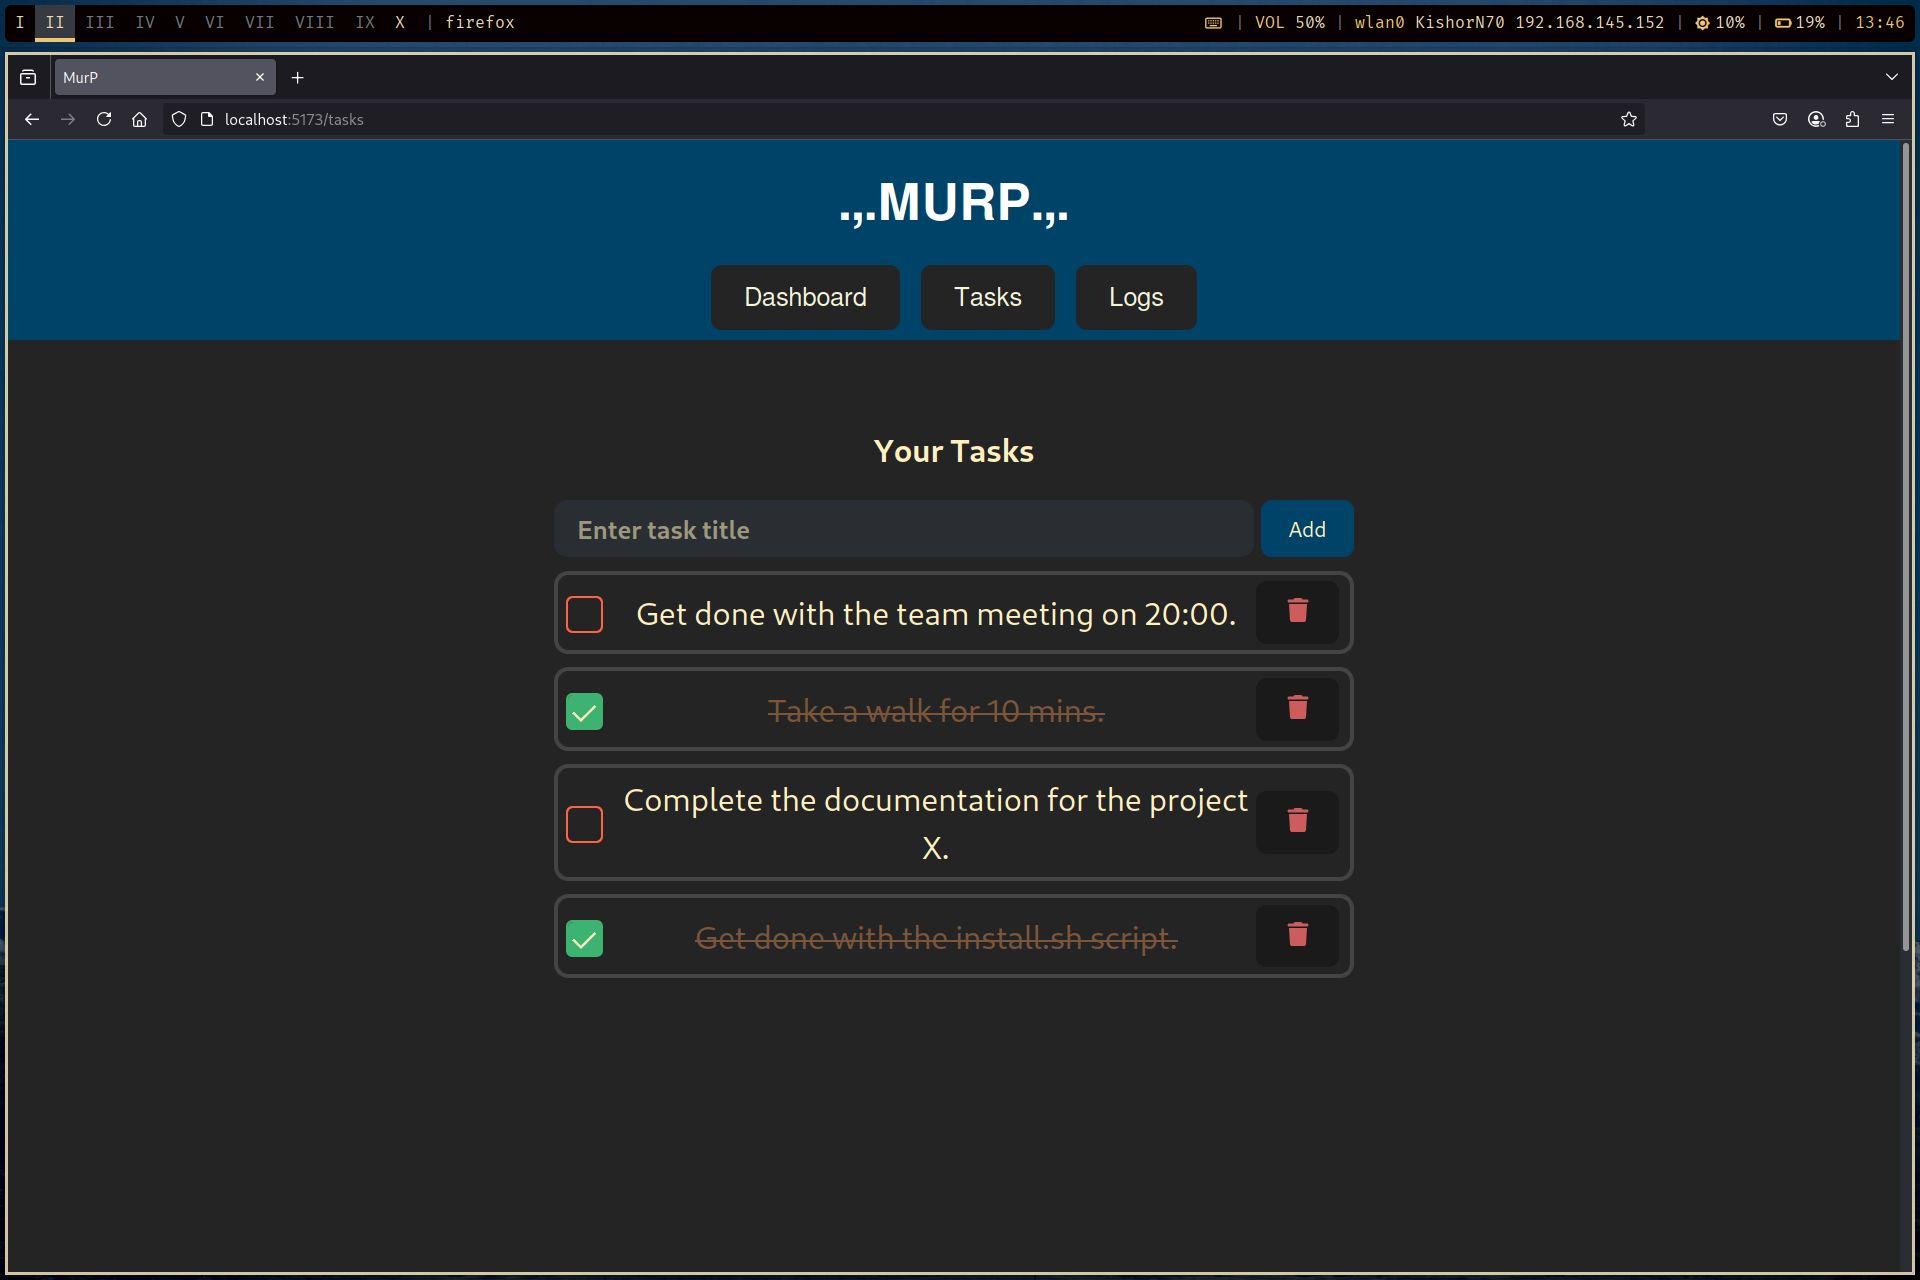 I II III IV V VI VII VIII IX X | firefox | VOL 50% | wlan0 KishorN70 192.168.145.152 | 10% | 19% | 13:46
MurP
localhost:5173/tasks
.,.MURP.,.
Dashboard Tasks Logs
Your Tasks
Enter task title Add
Get done with the team meeting on 20:00.
Take a walk for 10 mins.
Complete the documentation for the project
X.
Get done with the install.sh script.